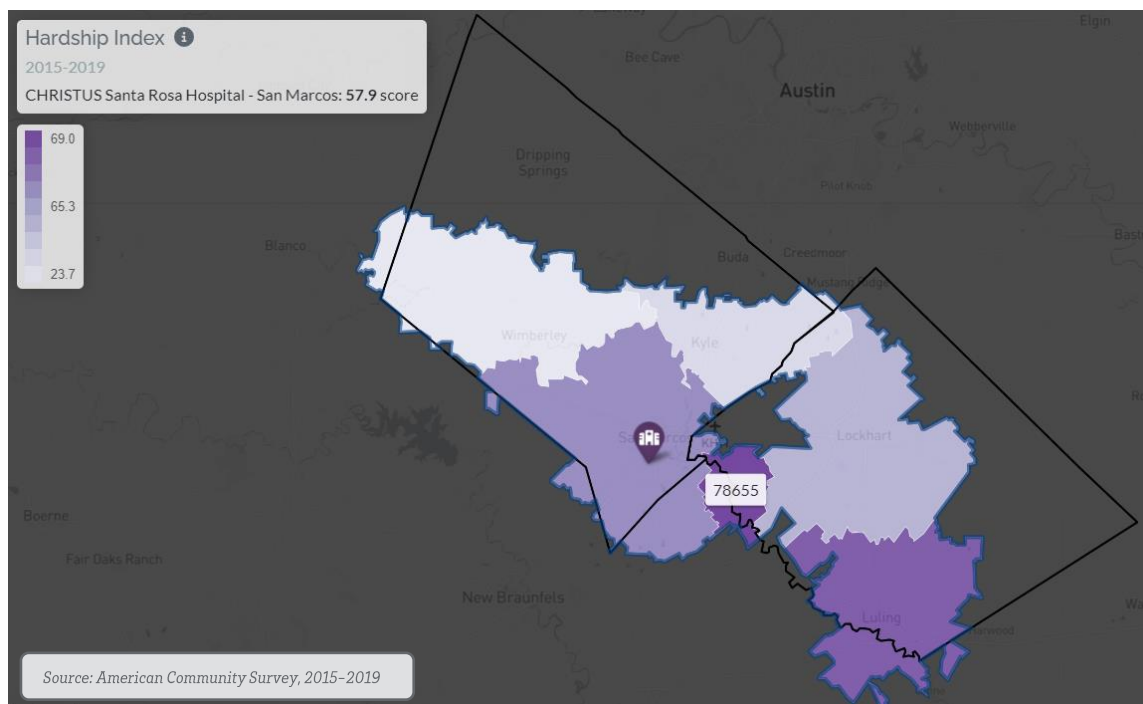 Hardship Index
2015-2019
CHRISTUS Santa Rosa Hospital - San Marcos: 57.9 score
69.0
65.3
23.7
Elgin
Bee Cave
Austin
Webberville
Dripping
Springs
Pilot Knob
Blanco
Buda
Creedmoor
Mustang Ridge
Wimberley
Kyle
Lockhart
78655
Boerne
Fair Oaks Ranch
New Braunfels
Luling
Source: American Community Survey, 2015–2019